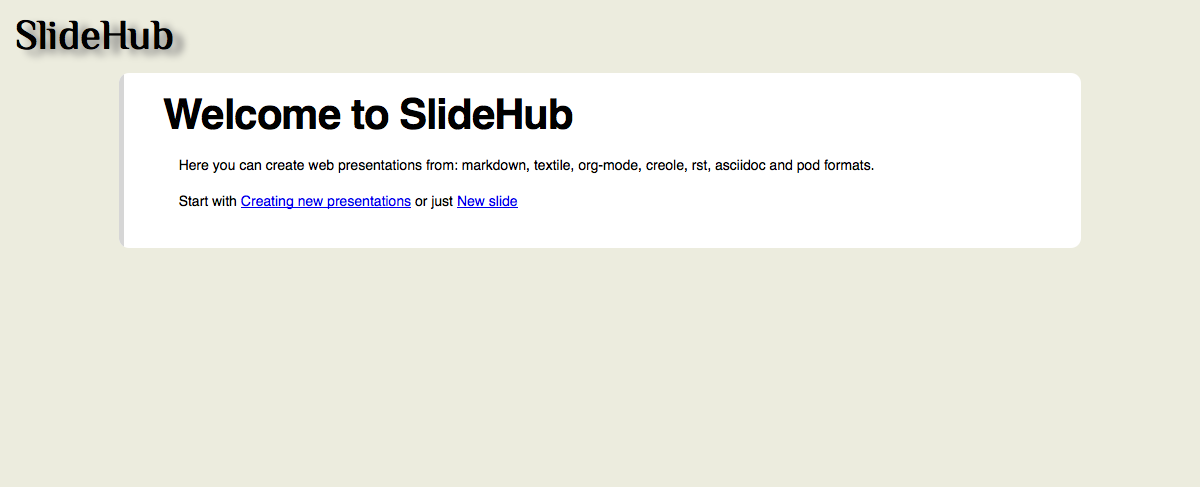 SlideHub
Welcome to SlideHub
Here you can create web presentations from: markdown, textile, org-mode, creole, rst, asciidoc and pod formats.
Start with Creating new presentations or just New slide